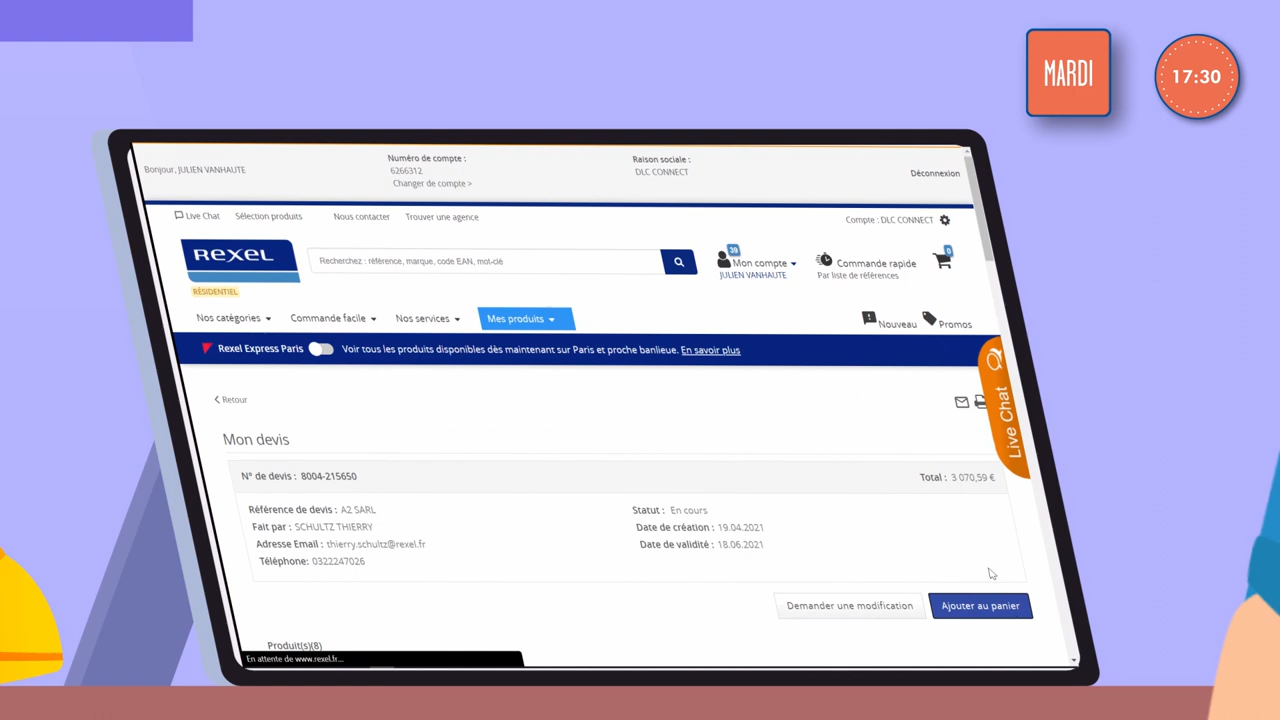 MARDI
17:30
Bonjour, JULIEN VANHAUTE
Numéro de compte :
6266312
Changer de compte >
Raison sociale :
DLC CONNECT
Déconnexion
Live Chat
Sélection produits
Nous contacter
Trouver une agence
Compte : DLC CONNECT
REXEL
RÉSIDENTIEL
Recherchez : référence, marque, code EAN, mot-clé
39
Mon compte
JULIEN VANHAUTE
Commande rapide
Par liste de références
0
Nos catégories
Commande facile
Nos services
Mes produits
Nouveau
Promos
Rexel Express Paris
Voir tous les produits disponibles dès maintenant sur Paris et proche banlieue. En savoir plus
Live Chat
Retour
Mon devis
N° de devis : 8004-215650
Total : 3 070,59 €
Référence de devis : A2 SARL
Fait par : SCHULTZ THIERRY
Adresse Email : thierry.schultz@rexel.fr
Téléphone: 0322247026
Statut : En cours
Date de création : 19.04.2021
Date de validité : 18.06.2021
Demander une modification
Ajouter au panier
Produit(s)(8)
En attente de www.rexel.fr...